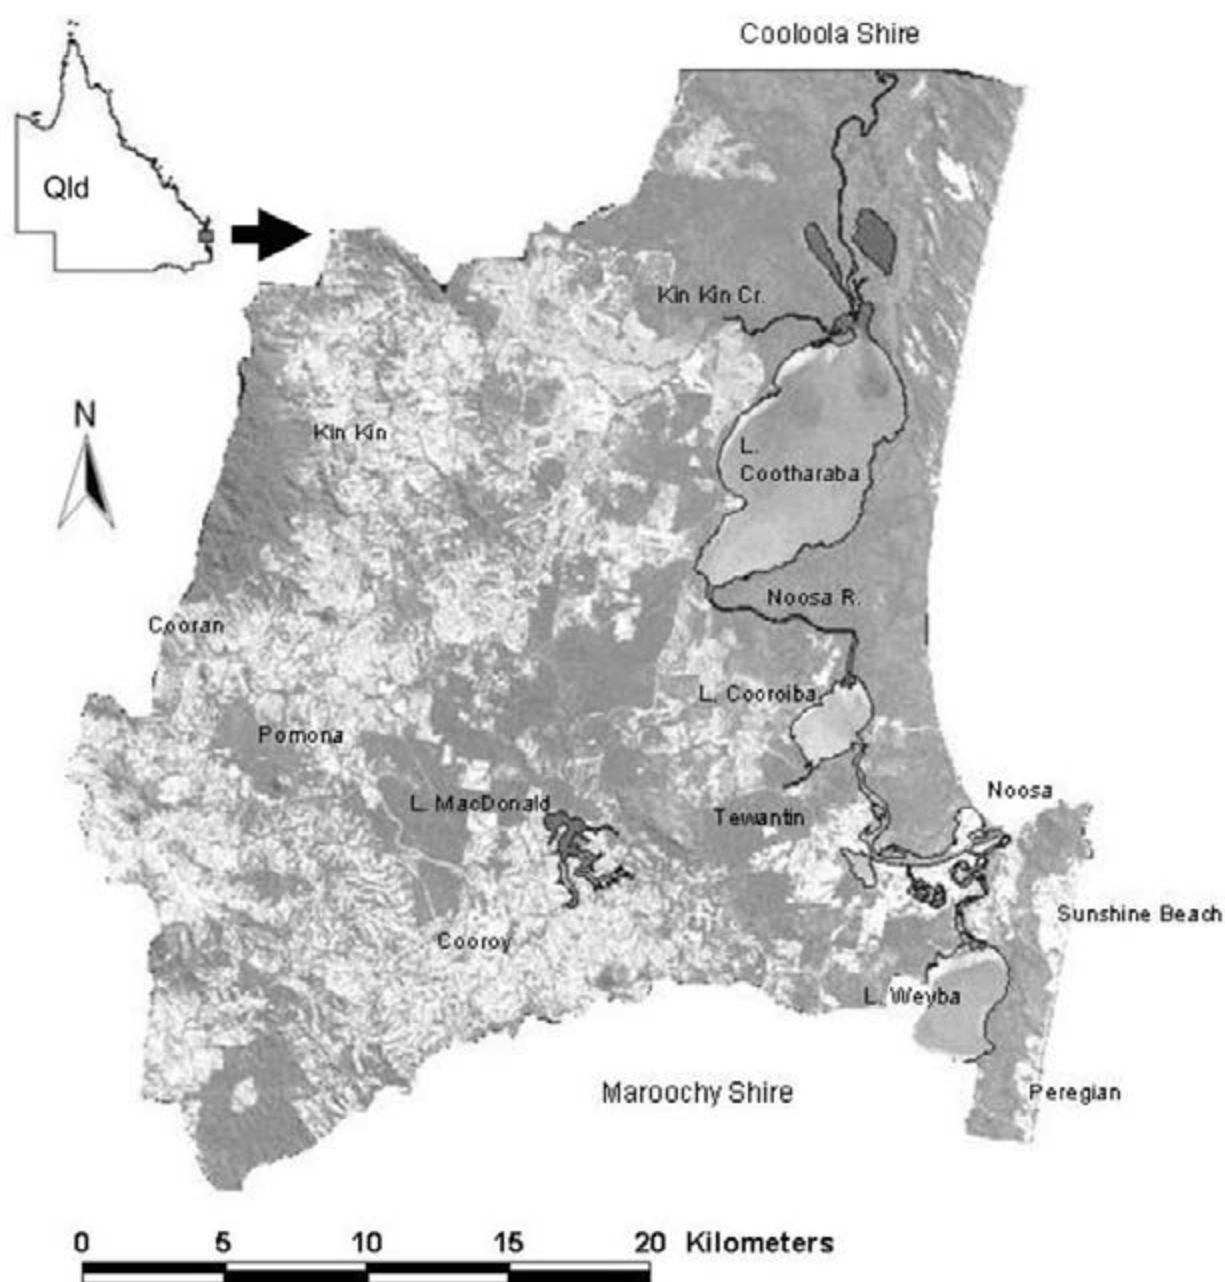 Cooloola Shire
Qld
Kin Kin Cr.
N
Kin Kin
L.
Cootharaba
Noosa R.
Cooran
L. Cooroiba
Pomona
Noosa
L. MacDonald
Tewantin
Sunshine Beach
Cooroy
L. Weyba
Maroochy Shire
Peregian
0 5 10 15 20 Kilometers